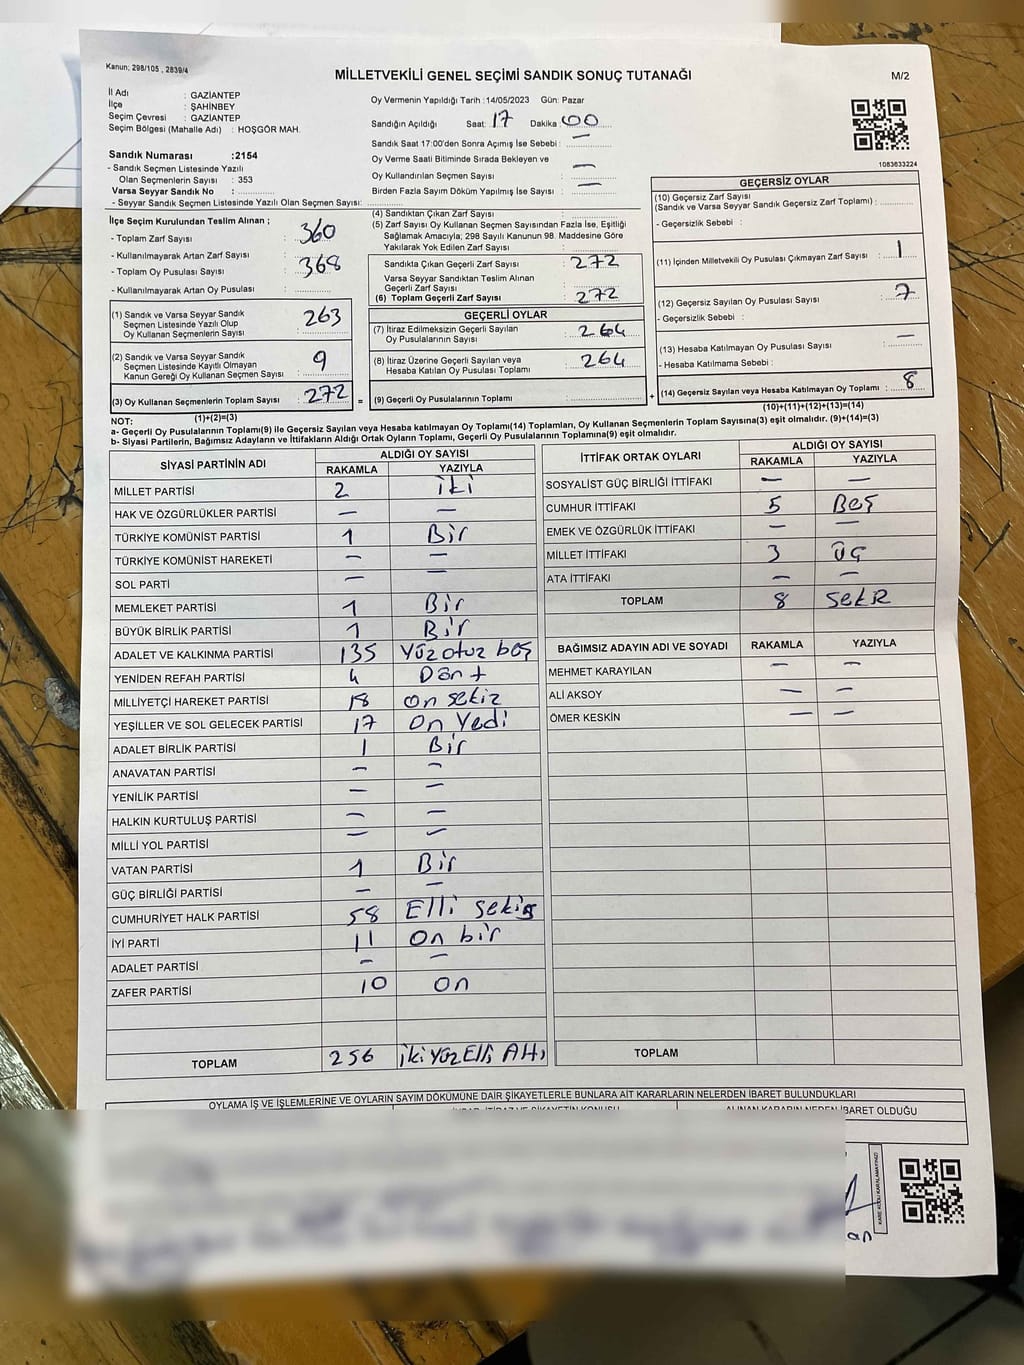 Kanun; 298/105 , 2839/4
MİLLETVEKİLİ GENEL SEÇİMİ SANDIK SONUÇ TUTANAĞI
M/2
İl Adı : GAZİANTEP
İlçe : ŞAHİNBEY
Seçim Çevresi : GAZİANTEP
Seçim Bölgesi (Mahalle Adı) : HOŞGÖR MAH.
Sandık Numarası :2154
- Sandık Seçmen Listesinde Yazılı
Olan Seçmenlerin Sayısı : 353
Varsa Seyyar Sandık No :
- Seyyar Sandık Seçmen Listesinde Yazılı Olan Seçmen Sayısı:
Oy Vermenin Yapıldığı Tarih :14/05/2023 Gün: Pazar
Sandığın Açıldığı Saat: 17 Dakika 00
Sandık Saat 17:00'den Sonra Açımış İse Sebebi : —
Oy Verme Saati Bitiminde Sırada Bekleyen ve
Oy Kullandırılan Seçmen Sayısı : —
Birden Fazla Sayım Döküm Yapılmış İse Sayısı : —
1083633224
İlçe Seçim Kurulundan Teslim Alınan ;
- Toplam Zarf Sayısı : 360
- Kullanılmayarak Artan Zarf Sayısı :
- Toplam Oy Pusulası Sayısı : 368
- Kullanılmayarak Artan Oy Pusulası :
(1) Sandık ve Varsa Seyyar Sandık
Seçmen Listesinde Yazılı Olup
Oy Kullanan Seçmenlerin Sayısı 263
(2) Sandık ve Varsa Seyyar Sandık
Seçmen Listesinde Kayıtlı Olmayan
Kanun Gereği Oy Kullanan Seçmen Sayısı : 9
(3) Oy Kullanan Seçmenlerin Toplam Sayısı : 272
(1)+(2)=(3)
(4) Sandıktan Çıkan Zarf Sayısı :
(5) Zarf Sayısı Oy Kullanan Seçmen Sayısından Fazla İse, Eşitliği
Sağlamak Amacıyla; 298 Sayılı Kanunun 98. Maddesine Göre
Yakılarak Yok Edilen Zarf Sayısı :
Sandıkta Çıkan Geçerli Zarf Sayısı : 272
Varsa Seyyar Sandıktan Teslim Alınan
Geçerli Zarf Sayısı :
(6) Toplam Geçerli Zarf Sayısı : 272
=
GEÇERLİ OYLAR
(7) İtiraz Edilmeksizin Geçerli Sayılan
Oy Pusulalarının Sayısı : 264
(8) İtiraz Üzerine Geçerli Sayılan veya
Hesaba Katılan Oy Pusulası Toplamı : 264
(9) Geçerli Oy Pusulalarının Toplamı :
+
GEÇERSİZ OYLAR
(10) Geçersiz Zarf Sayısı
(Sandık ve Varsa Seyyar Sandık Geçersiz Zarf Toplamı) :
- Geçersizlik Sebebi :
(11) İçinden Milletvekili Oy Pusulası Çıkmayan Zarf Sayısı : 1
(12) Geçersiz Sayılan Oy Pusulası Sayısı : 7
- Geçersizlik Sebebi :
(13) Hesaba Katılmayan Oy Pusulası Sayısı : —
- Hesaba Katılmama Sebebi :
(14) Geçersiz Sayılan veya Hesaba Katılmayan Oy Toplamı : 8
(10)+(11)+(12)+(13)=(14)
NOT:
a- Geçerli Oy Pusulalarının Toplamı(9) ile Geçersiz Sayılan veya Hesaba katılmayan Oy Toplamı(14) Toplamları, Oy Kullanan Seçmenlerin Toplam Sayısına(3) eşit olmalıdır. (9)+(14)=(3)
b- Siyasi Partilerin, Bağımsız Adayların ve İttifakların Aldığı Ortak Oyların Toplamı, Geçerli Oy Pusulalarının Toplamına(9) eşit olmalıdır.
SİYASİ PARTİNİN ADI
ALDIĞI OY SAYISI
RAKAMLA YAZIYLA
MİLLET PARTİSİ 2 iki
HAK VE ÖZGÜRLÜKLER PARTİSİ — —
TÜRKİYE KOMÜNİST PARTİSİ 1 Bir
TÜRKİYE KOMÜNİST HAREKETİ — —
SOL PARTİ — —
MEMLEKET PARTİSİ 1 Bir
BÜYÜK BİRLİK PARTİSİ 1 Bir
ADALET VE KALKINMA PARTİSİ 135 Yüz otuz beş
YENİDEN REFAH PARTİSİ 4 Dört
MİLLİYETÇİ HAREKET PARTİSİ 18 on sekiz
YEŞİLLER VE SOL GELECEK PARTİSİ 17 On Yedi
ADALET BİRLİK PARTİSİ 1 Bir
ANAVATAN PARTİSİ — —
YENİLİK PARTİSİ — —
HALKIN KURTULUŞ PARTİSİ — —
MİLLİ YOL PARTİSİ — —
VATAN PARTİSİ 1 Bir
GÜÇ BİRLİĞİ PARTİSİ — —
CUMHURİYET HALK PARTİSİ 58 Elli sekiz
İYİ PARTİ 11 On bir
ADALET PARTİSİ — —
ZAFER PARTİSİ 10 on
TOPLAM 256 ikiyüzElli Altı
İTTİFAK ORTAK OYLARI
ALDIĞI OY SAYISI
RAKAMLA YAZIYLA
SOSYALİST GÜÇ BİRLİĞİ İTTİFAKI — —
CUMHUR İTTİFAKI 5 Beş
EMEK VE ÖZGÜRLÜK İTTİFAKI — —
MİLLET İTTİFAKI 3 üç
ATA İTTİFAKI — —
TOPLAM 8
BAĞIMSIZ ADAYIN ADI VE SOYADI RAKAMLA YAZIYLA
MEHMET KARAYILAN — —
ALİ AKSOY — —
ÖMER KESKİN — —
TOPLAM
OYLAMA İŞ VE İŞLEMLERİNE VE OYLARIN SAYIM DÖKÜMÜNE DAİR ŞİKAYETLERLE BUNLARA AİT KARARLARIN NELERDEN İBARET BULUNDUKLARI
ALINAN KARARIN NEDEN İBARET OLDUĞU
an